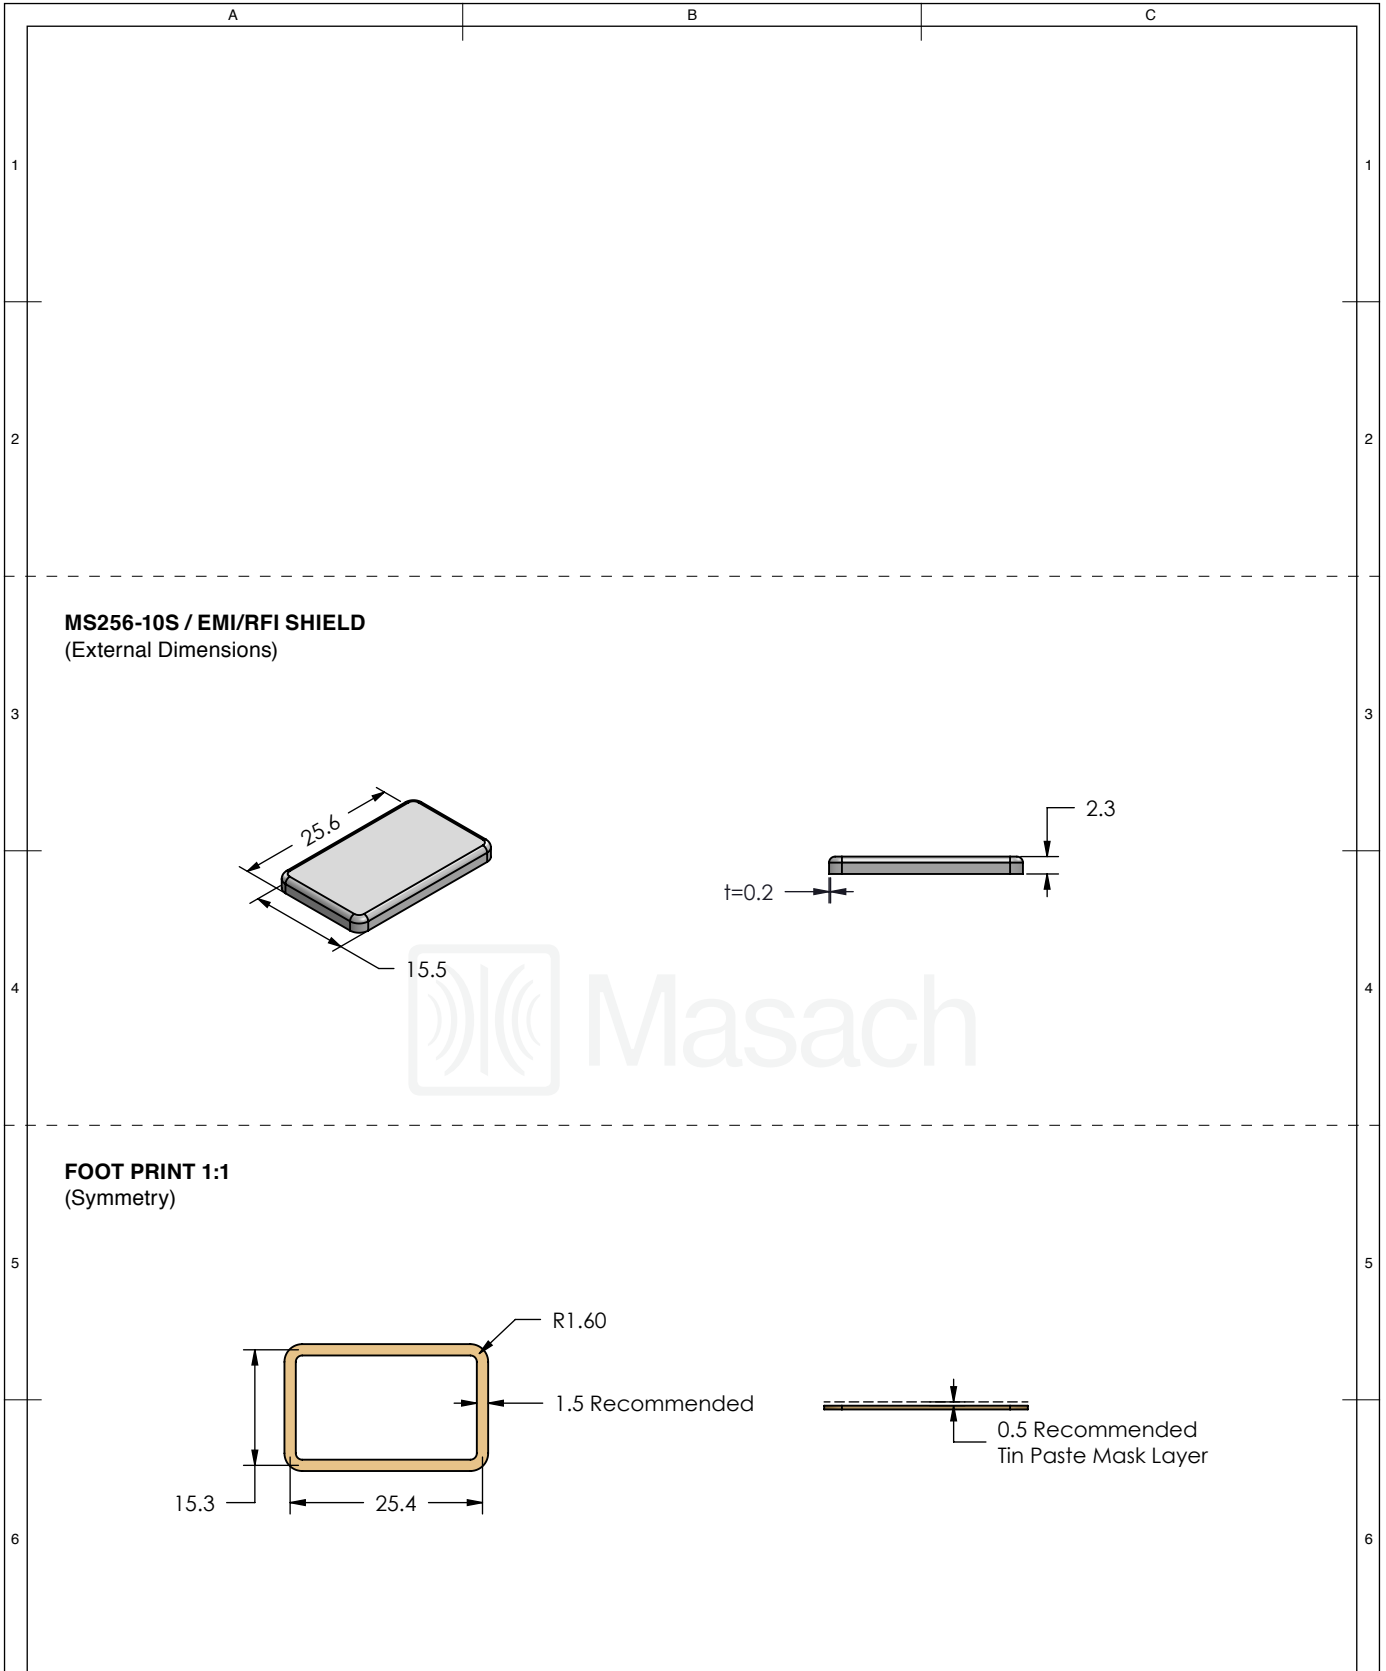 A B C
1 1
2 2
MS256-10S / EMI/RFI SHIELD
(External Dimensions)
3 3
25.6
2.3
t=0.2
15.5
4 4
Masach
FOOT PRINT 1:1
(Symmetry)
5 5
R1.60
1.5 Recommended
0.5 Recommended
Tin Paste Mask Layer
15.3
25.4
6 6